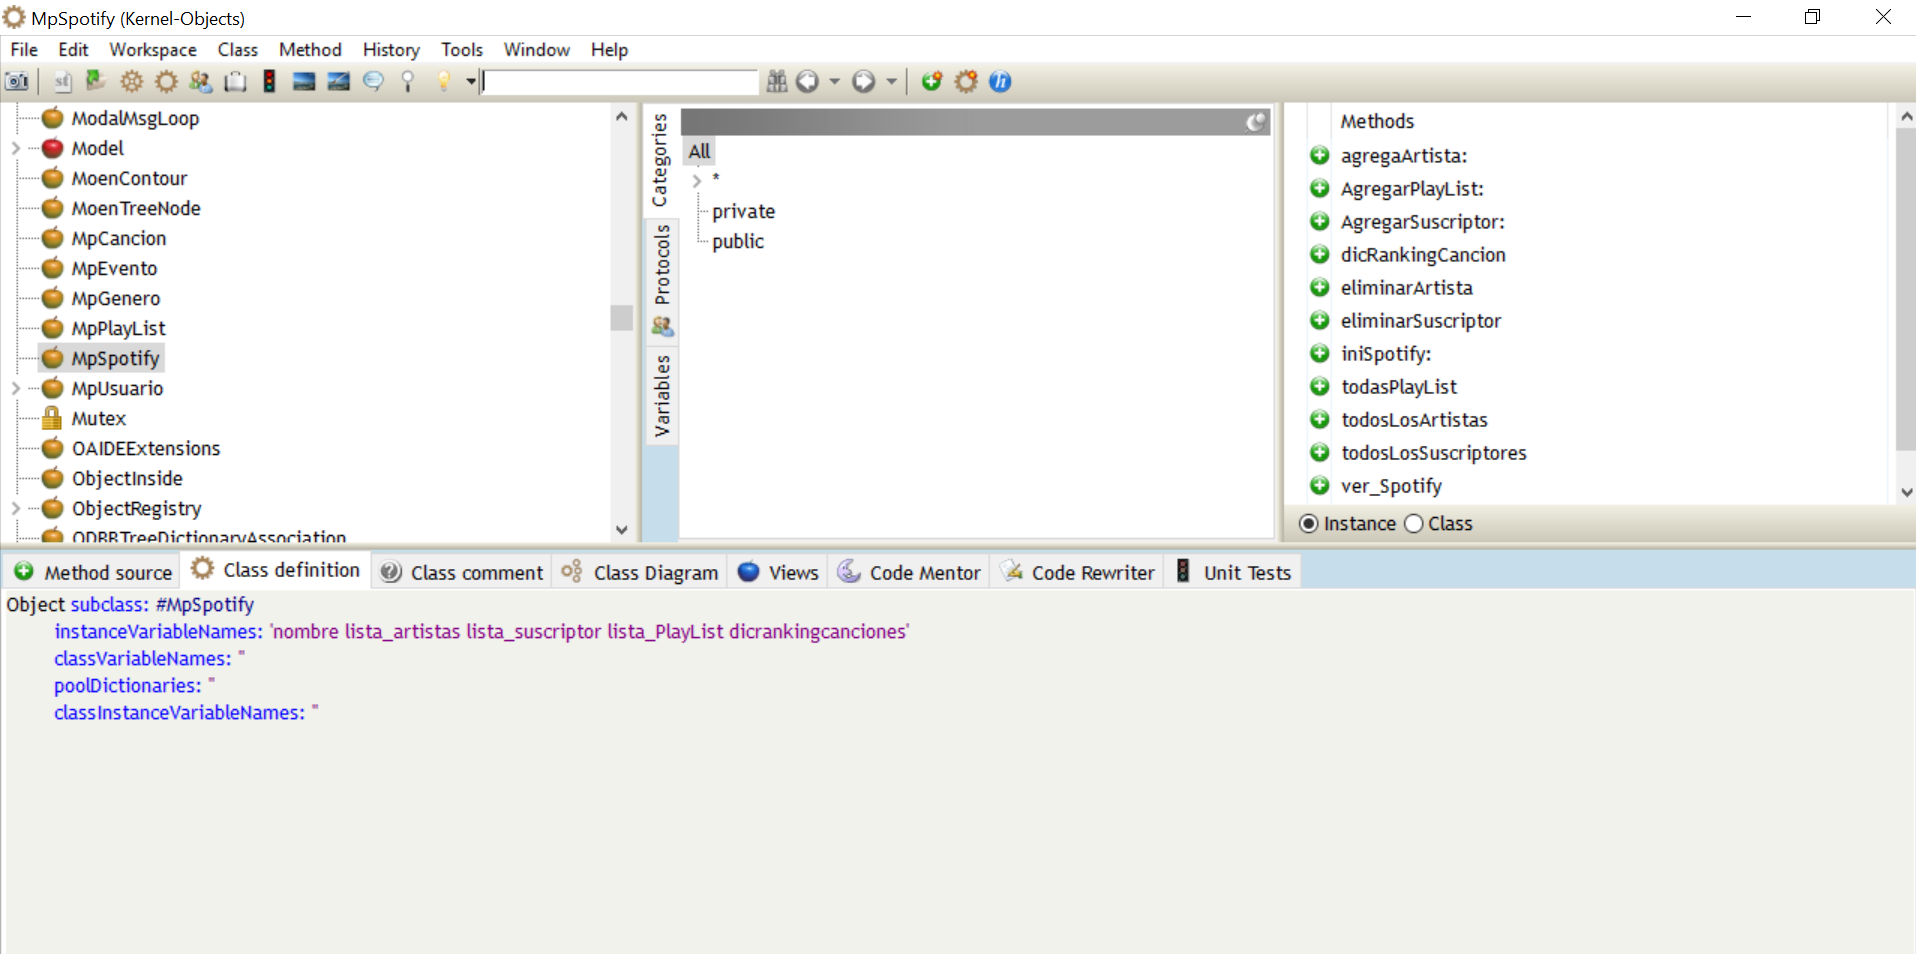 MpSpotify (Kernel-Objects)
File Edit Workspace Class Method History Tools Window Help
ModalMsgLoop
Model
MoenContour
MoenTreeNode
MpCancion
MpEvento
MpGenero
MpPlayList
MpSpotify
MpUsuario
Mutex
OAIDEExtensions
ObjectInside
ObjectRegistry
ODBBTreeDictionaryAssociation
Categories
Protocols
Variables
All
*
private
public
Methods
agregaArtista:
AgregarPlayList:
AgregarSuscriptor:
dicRankingCancion
eliminarArtista
eliminarSuscriptor
iniSpotify:
todasPlayList
todosLosArtistas
todosLosSuscriptores
ver_Spotify
Instance Class
Method source Class definition Class comment Class Diagram Views Code Mentor Code Rewriter Unit Tests
Object subclass: #MpSpotify
instanceVariableNames: 'nombre lista_artistas lista_suscriptor lista_PlayList dicrankingcanciones'
classVariableNames: ''
poolDictionaries: ''
classInstanceVariableNames: ''